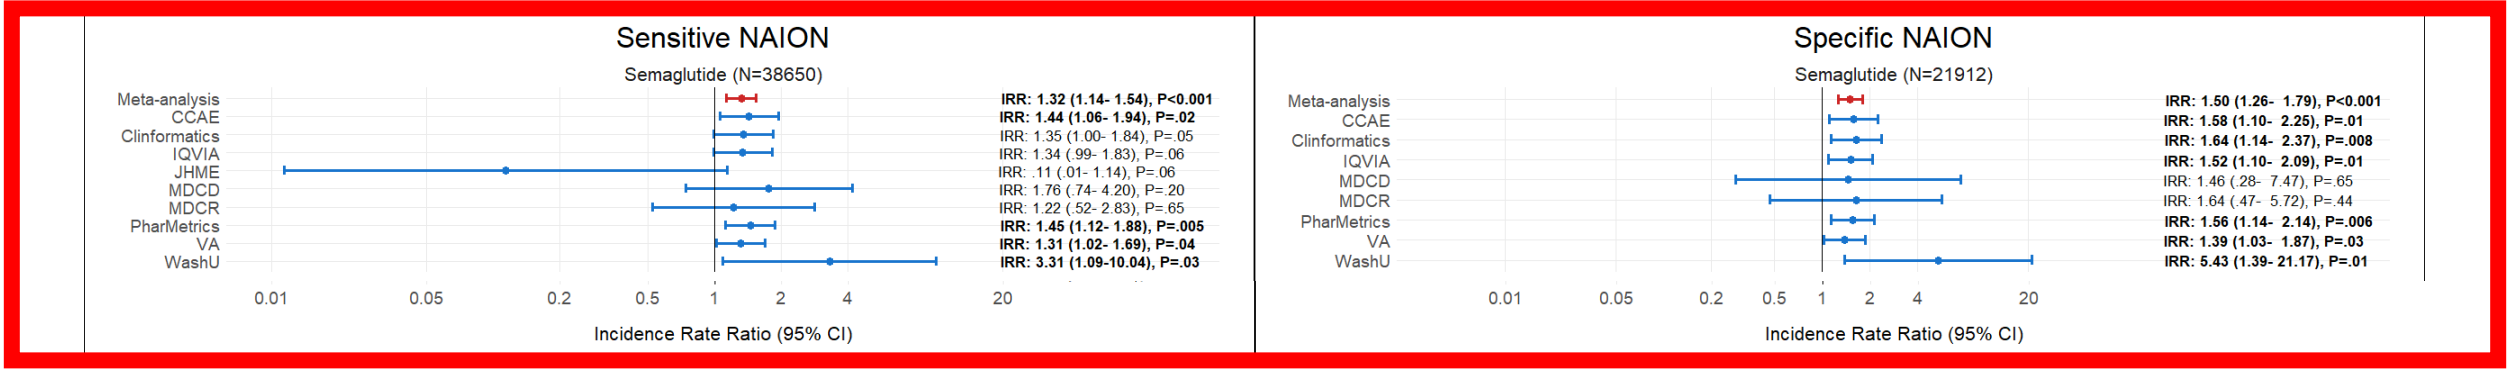 Sensitive NAION
Semaglutide (N=38650)
Meta-analysis IRR: 1.32 (1.14- 1.54), P<0.001
CCAE IRR: 1.44 (1.06- 1.94), P=.02
Clinformatics IRR: 1.35 (1.00- 1.84), P=.05
IQVIA IRR: 1.34 (.99- 1.83), P=.06
JHME IRR: .11 (.01- 1.14), P=.06
MDCD IRR: 1.76 (.74- 4.20), P=.20
MDCR IRR: 1.22 (.52- 2.83), P=.65
PharMetrics IRR: 1.45 (1.12- 1.88), P=.005
VA IRR: 1.31 (1.02- 1.69), P=.04
WashU IRR: 3.31 (1.09-10.04), P=.03
0.01 0.05 0.2 0.5 1 2 4 20
Incidence Rate Ratio (95% CI)
Specific NAION
Semaglutide (N=21912)
Meta-analysis IRR: 1.50 (1.26- 1.79), P<0.001
CCAE IRR: 1.58 (1.10- 2.25), P=.01
Clinformatics IRR: 1.64 (1.14- 2.37), P=.008
IQVIA IRR: 1.52 (1.10- 2.09), P=.01
MDCD IRR: 1.46 (.28- 7.47), P=.65
MDCR IRR: 1.64 (.47- 5.72), P=.44
PharMetrics IRR: 1.56 (1.14- 2.14), P=.006
VA IRR: 1.39 (1.03- 1.87), P=.03
WashU IRR: 5.43 (1.39- 21.17), P=.01
0.01 0.05 0.2 0.5 1 2 4 20
Incidence Rate Ratio (95% CI)